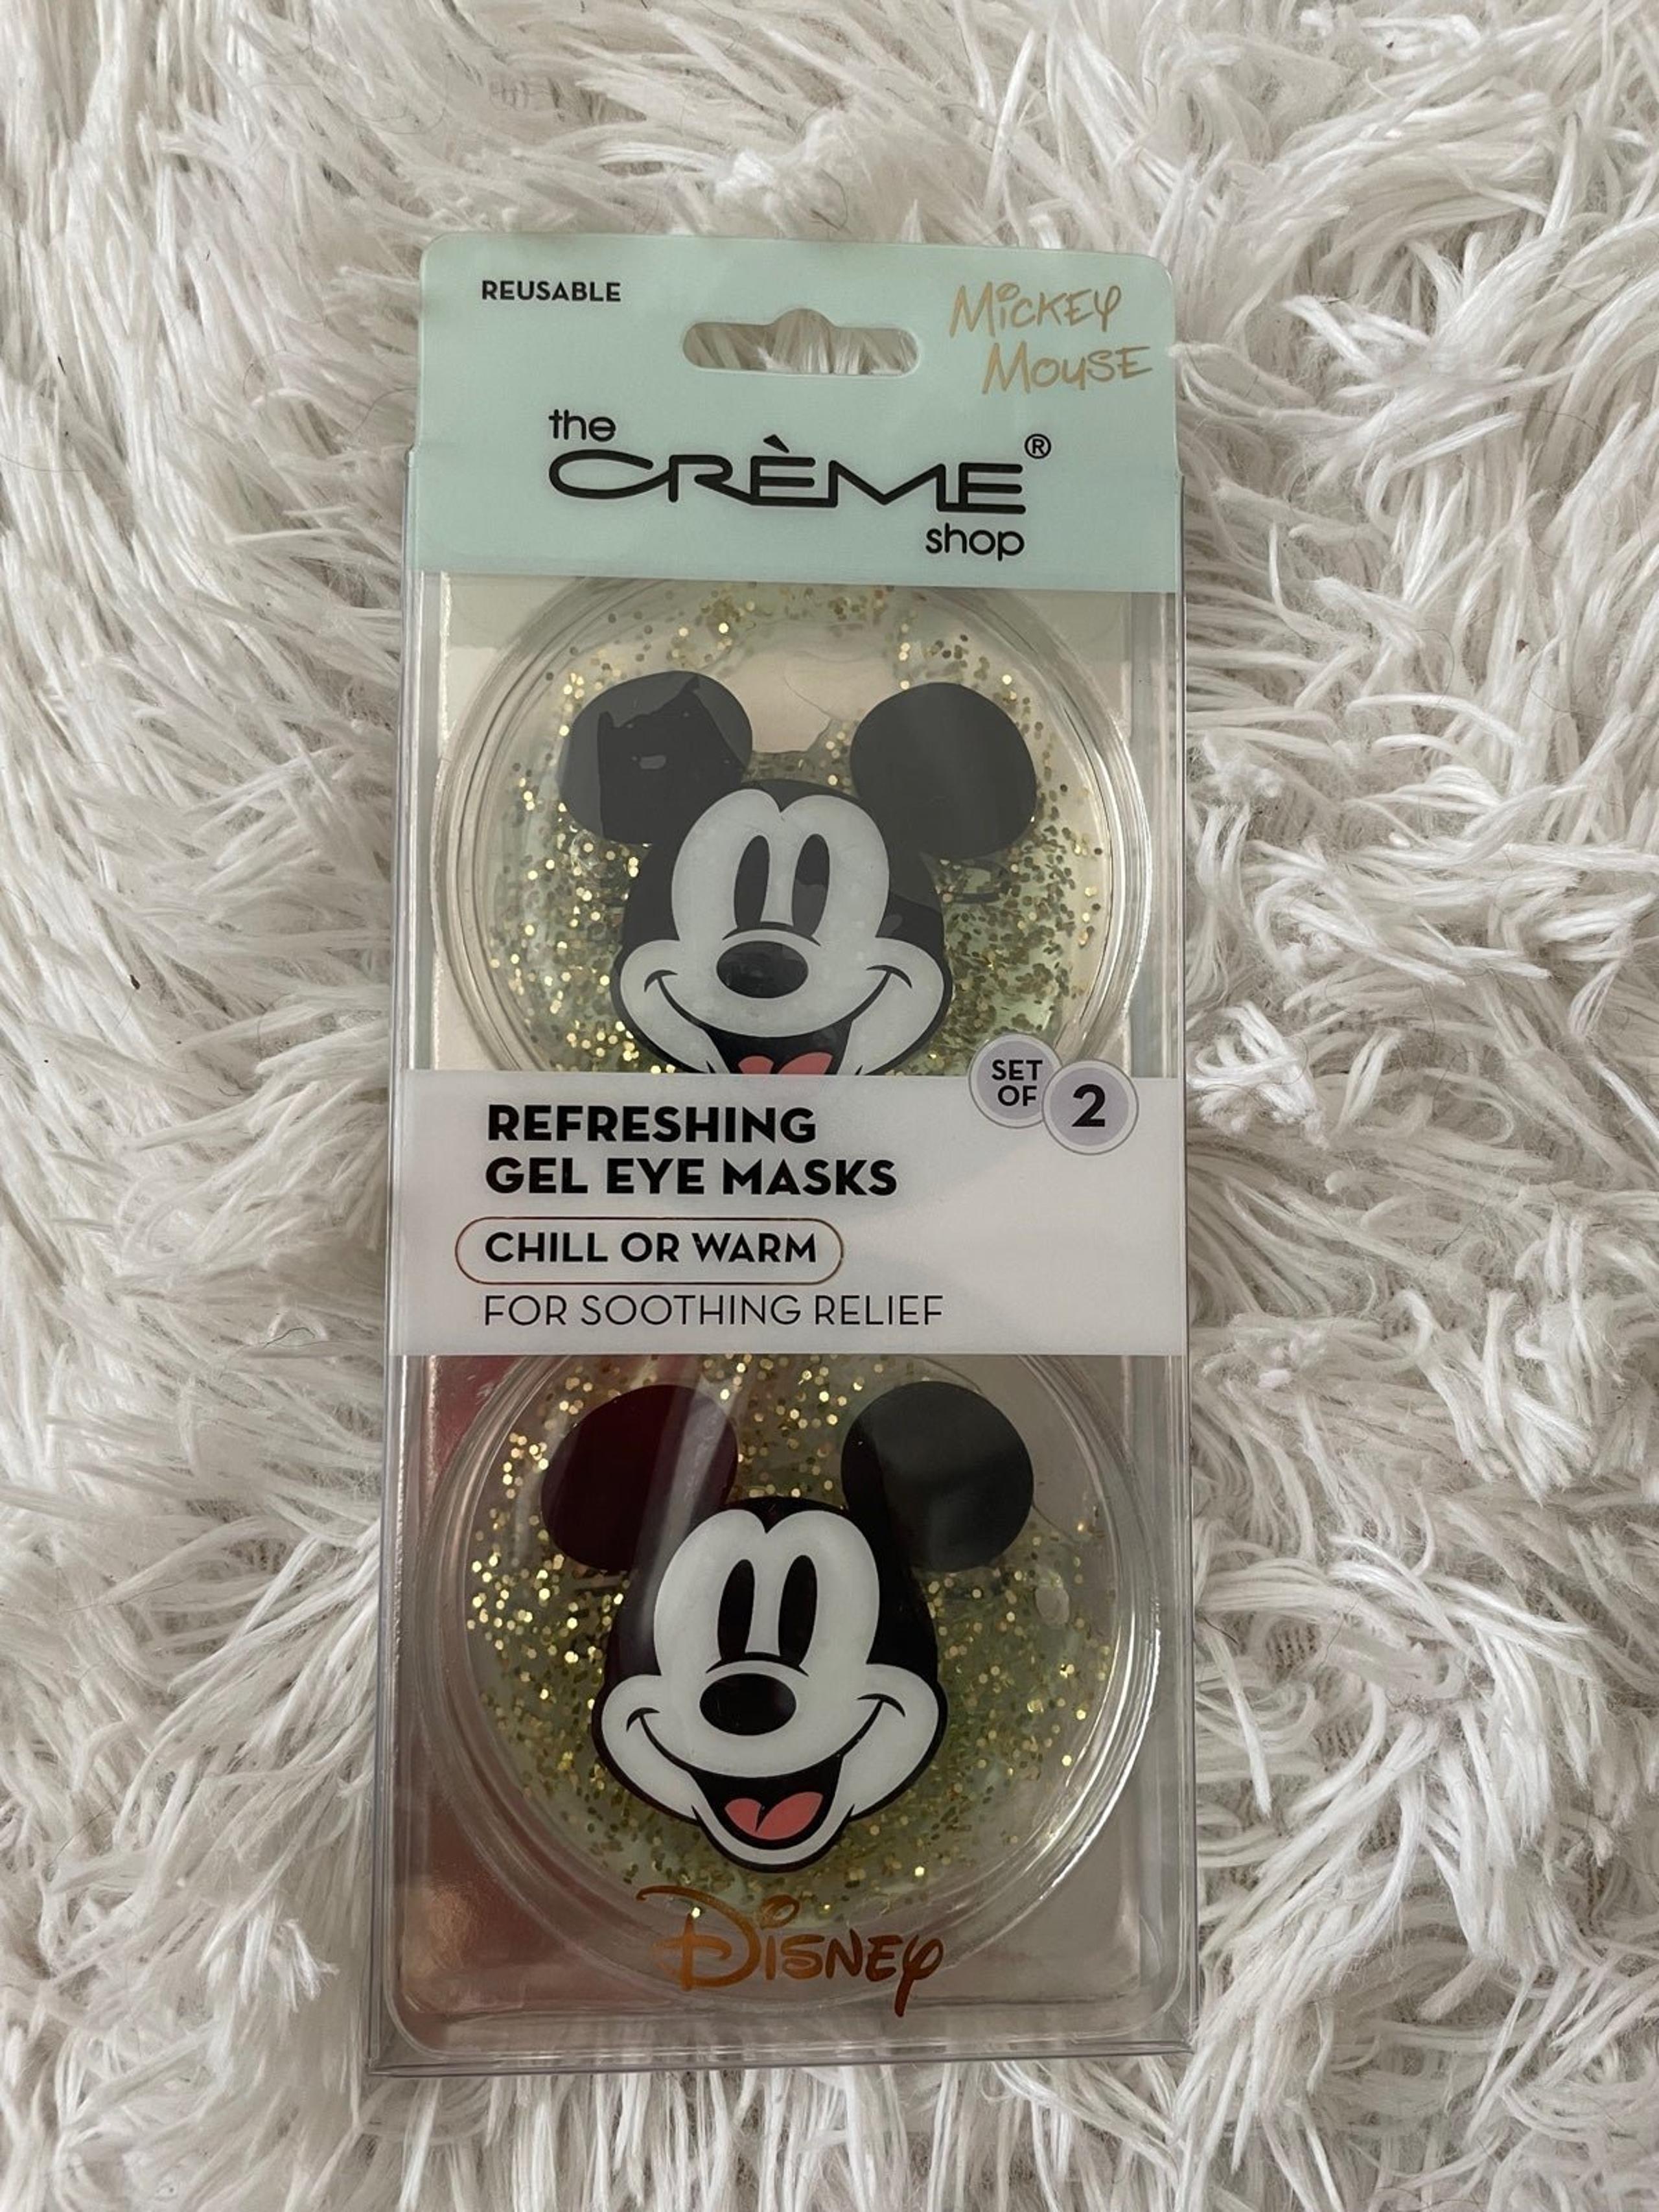 REUSABLE
Mickey
Mouse
the
CRÈME®
shop
SET
OF
2
REFRESHING
GEL EYE MASKS
CHILL OR WARM
FOR SOOTHING RELIEF
Disney